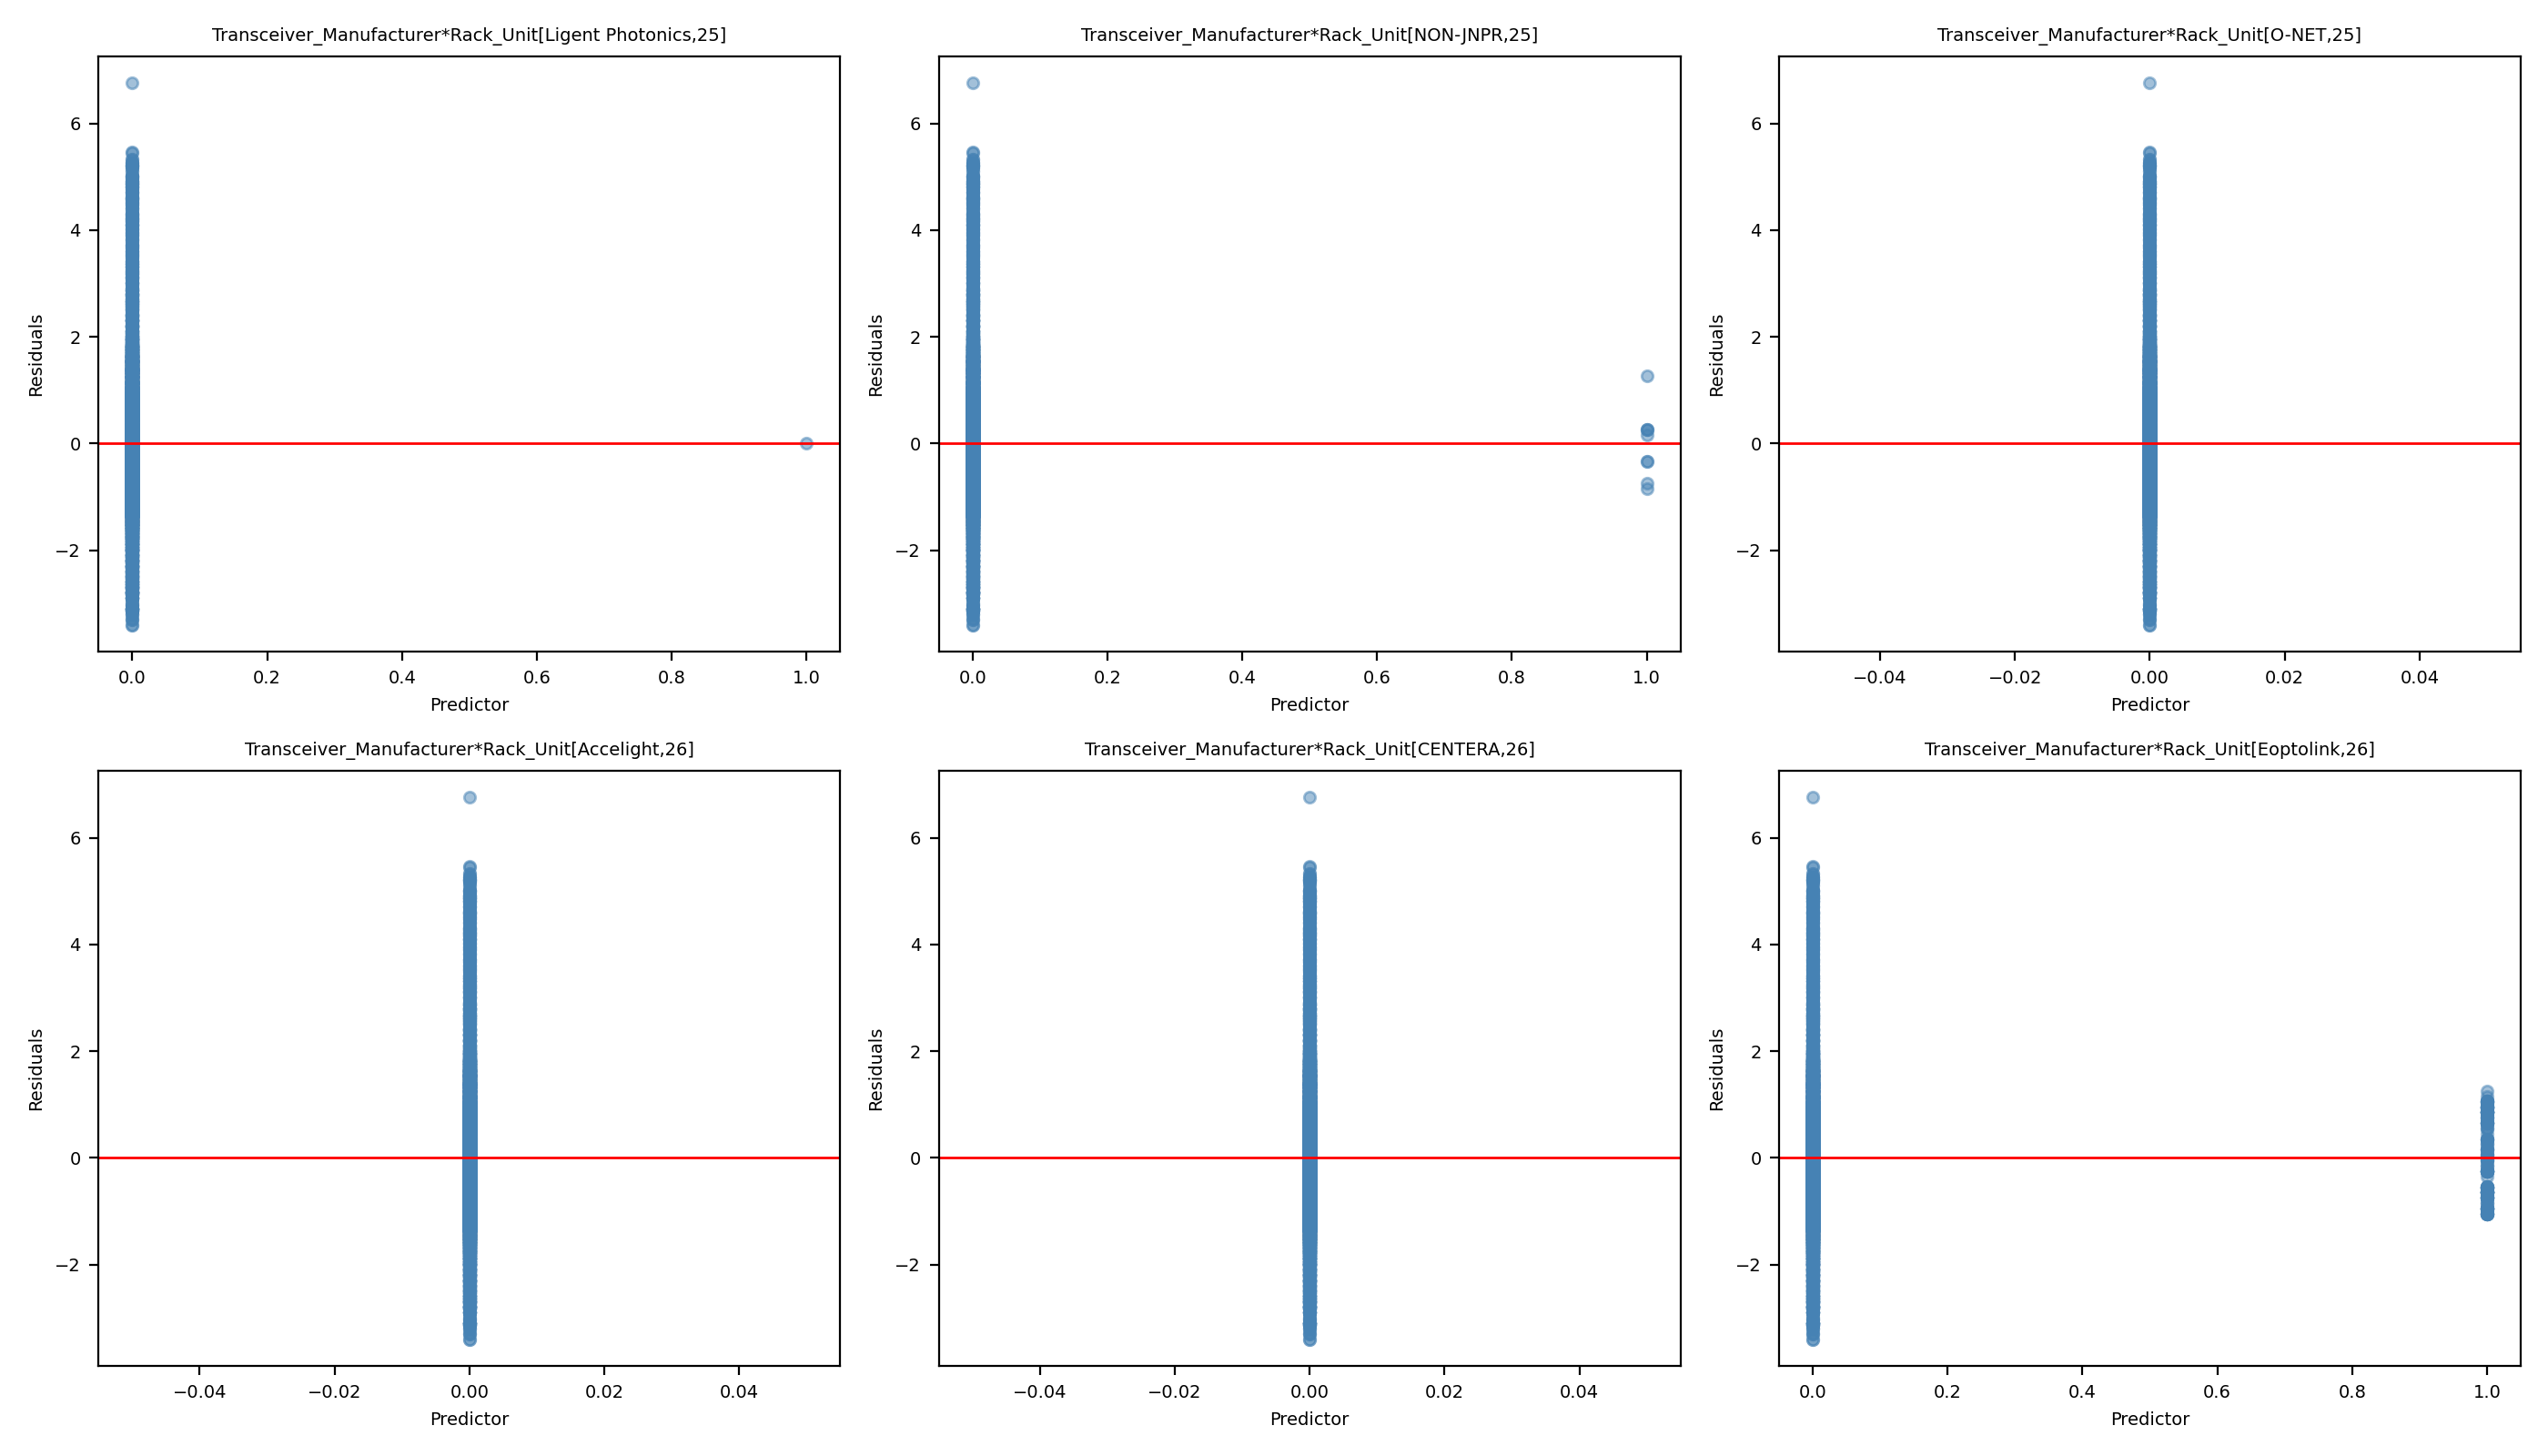 Transceiver_Manufacturer*Rack_Unit[Ligent Photonics,25]
6
4
2
0
−2
Residuals
0.0 0.2 0.4 0.6 0.8 1.0
Predictor
Transceiver_Manufacturer*Rack_Unit[NON-JNPR,25]
6
4
2
0
−2
Residuals
0.0 0.2 0.4 0.6 0.8 1.0
Predictor
Transceiver_Manufacturer*Rack_Unit[O-NET,25]
6
4
2
0
−2
Residuals
−0.04 −0.02 0.00 0.02 0.04
Predictor
Transceiver_Manufacturer*Rack_Unit[Accelight,26]
6
4
2
0
−2
Residuals
−0.04 −0.02 0.00 0.02 0.04
Predictor
Transceiver_Manufacturer*Rack_Unit[CENTERA,26]
6
4
2
0
−2
Residuals
−0.04 −0.02 0.00 0.02 0.04
Predictor
Transceiver_Manufacturer*Rack_Unit[Eoptolink,26]
6
4
2
0
−2
Residuals
0.0 0.2 0.4 0.6 0.8 1.0
Predictor